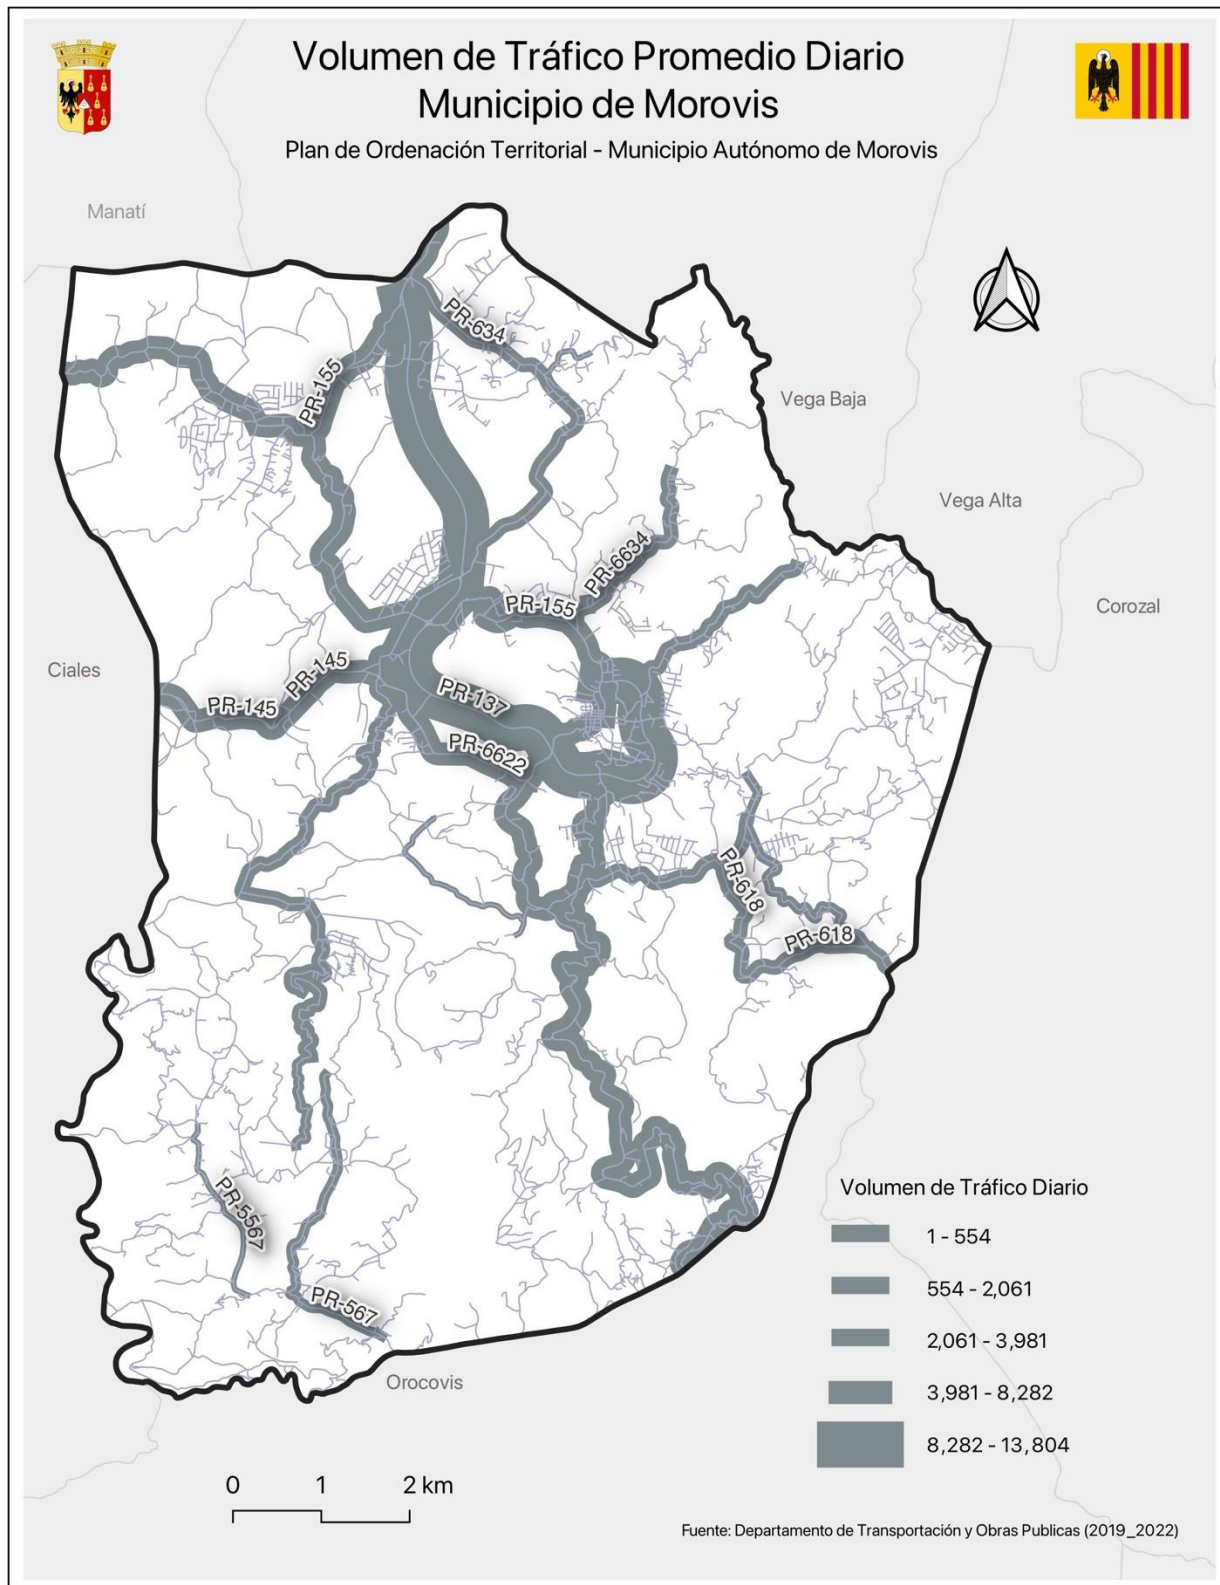 Volumen de Tráfico Promedio Diario
Municipio de Morovis
Plan de Ordenación Territorial - Municipio Autónomo de Morovis
Manatí
PR-634
PR-155
Vega Baja
Vega Alta
PR-6634
PR-155
Corozal
Ciales
PR-145
PR-145
PR-137
PR-6622
PR-618
PR-618
PR-5567
PR-567
Orocovis
Volumen de Tráfico Diario
1 - 554
554 - 2,061
2,061 - 3,981
3,981 - 8,282
8,282 - 13,804
0 1 2 km
Fuente: Departamento de Transportación y Obras Publicas (2019_2022)